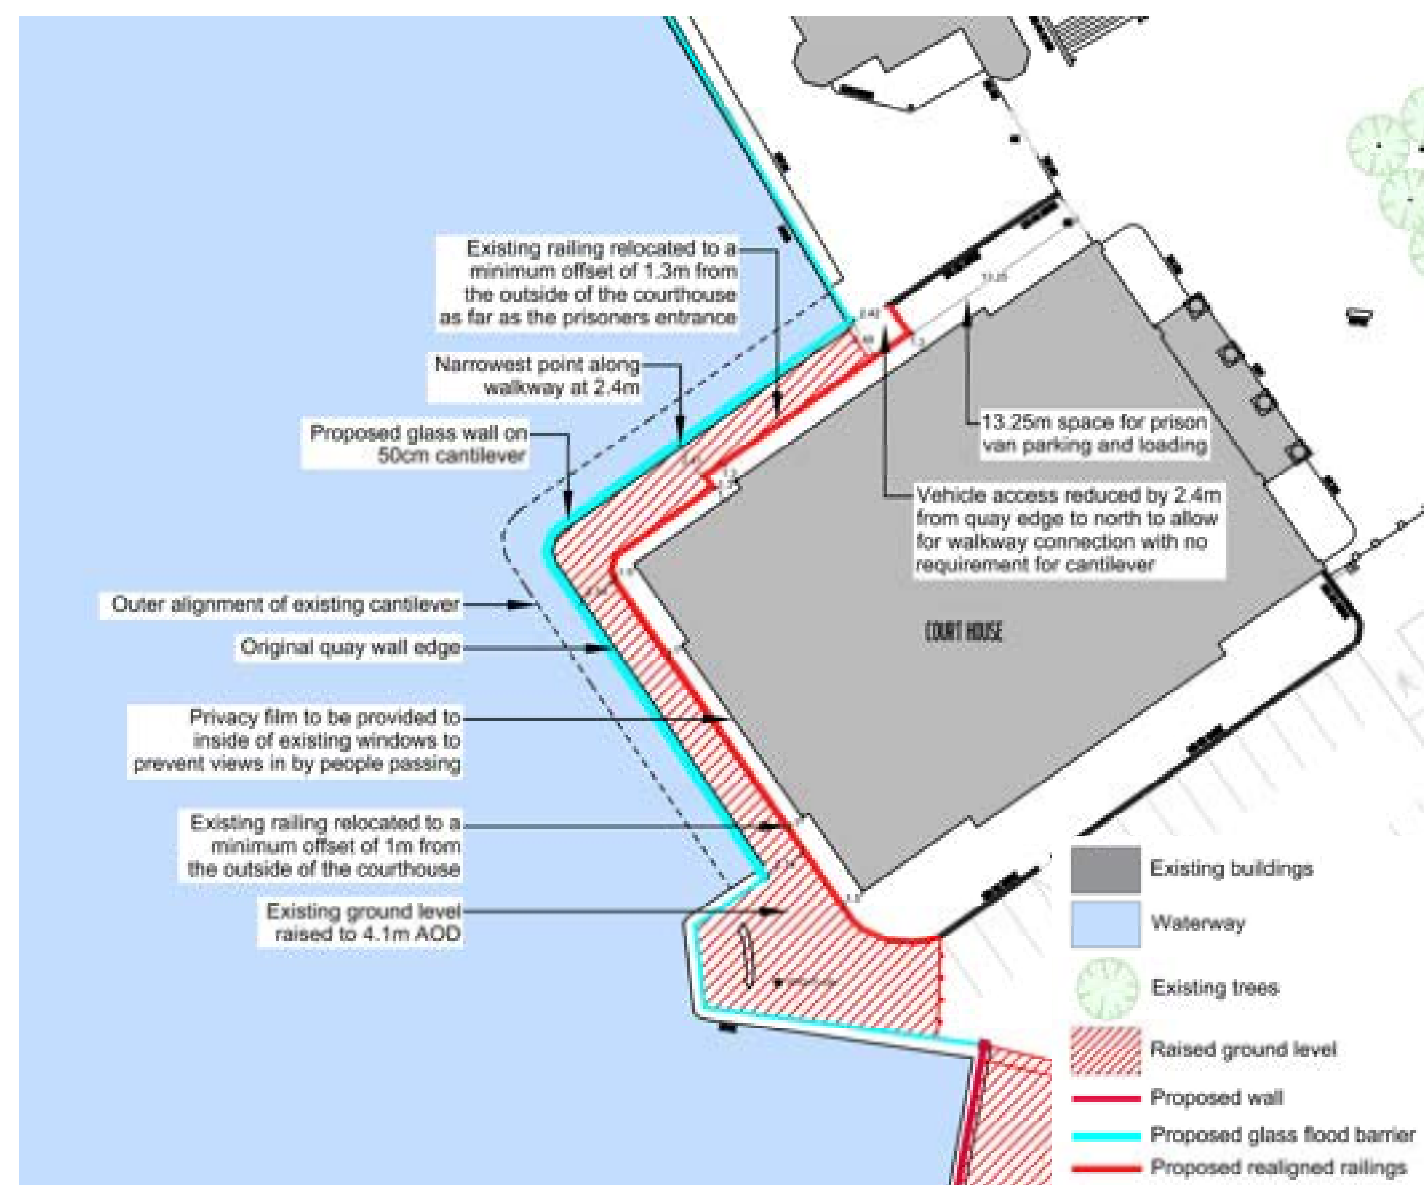 Existing railing relocated to a
minimum offset of 1.3m from
the outside of the courthouse
as far as the prisoners entrance
Narrowest point along
walkway at 2.4m
Proposed glass wall on
50cm cantilever
13.25m space for prison
van parking and loading
Vehicle access reduced by 2.4m
from quay edge to north to allow
for walkway connection with no
requirement for cantilever
Outer alignment of existing cantilever
Original quay wall edge
COURT HOUSE
Privacy film to be provided to
inside of existing windows to
prevent views in by people passing
Existing railing relocated to a
minimum offset of 1m from
the outside of the courthouse
Existing ground level
raised to 4.1m AOD
Existing buildings
Waterway
Existing trees
Raised ground level
Proposed wall
Proposed glass flood barrier
Proposed realigned railings